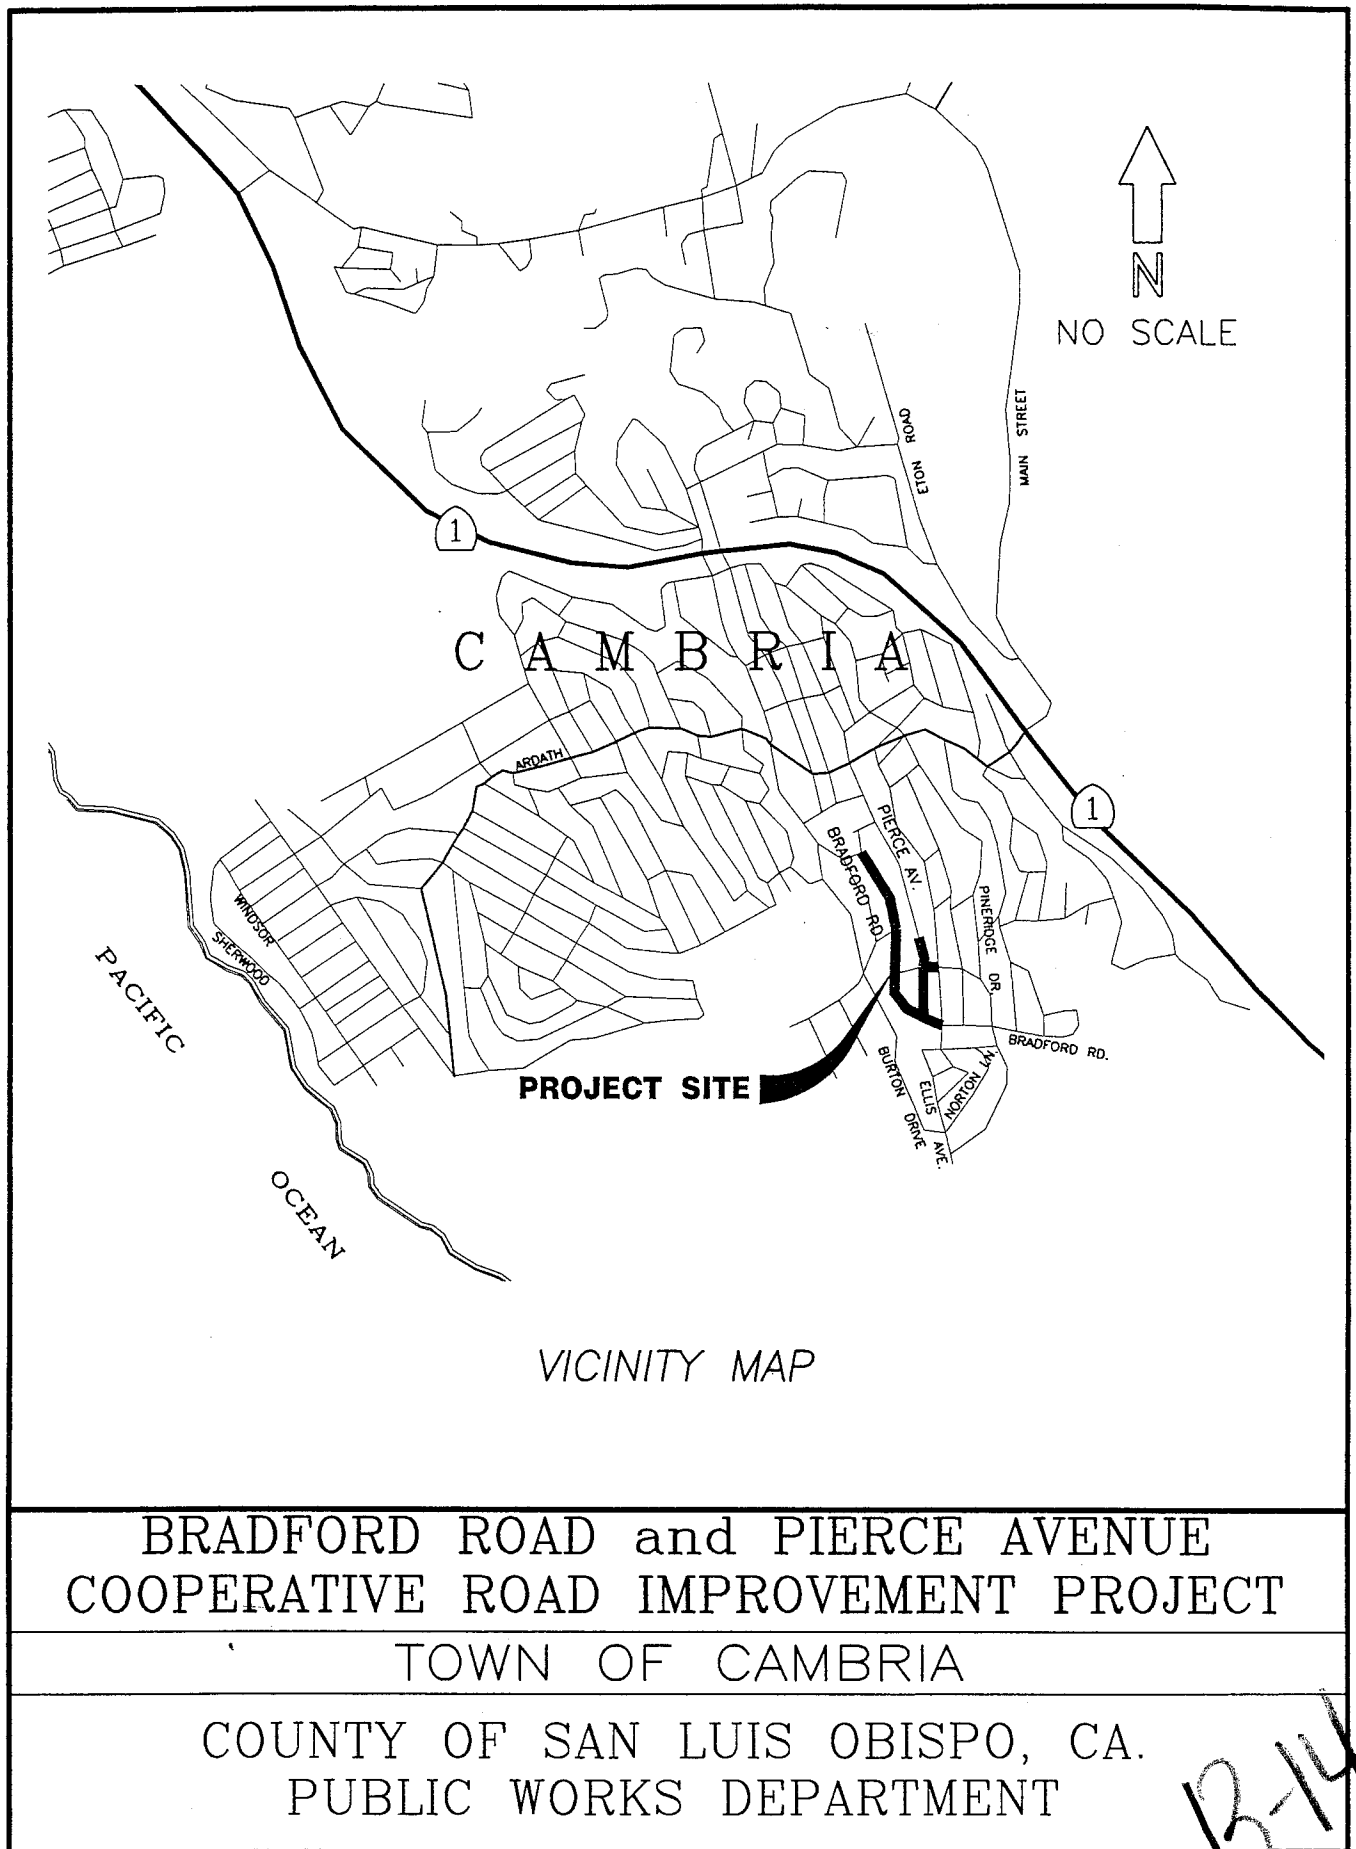 N
NO SCALE
ETON ROAD
MAIN STREET
1
CAMBRIA
ARDATH
1
PIERCE AV.
BRADFORD RD.
PINERIDGE DR.
WINDSOR
SHERWOOD
PACIFIC
OCEAN
BRADFORD RD.
PROJECT SITE
BURTON DRIVE
ELLIS AVE.
NORTON LN.
VICINITY MAP
BRADFORD ROAD and PIERCE AVENUE
COOPERATIVE ROAD IMPROVEMENT PROJECT
TOWN OF CAMBRIA
COUNTY OF SAN LUIS OBISPO, CA.
PUBLIC WORKS DEPARTMENT